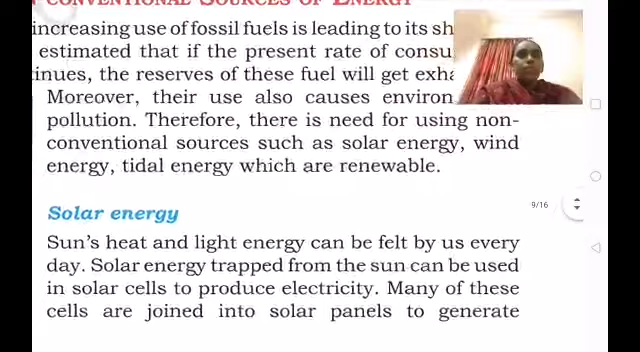 CONVENTIONAL SOURCES OF ENERGY
increasing use of fossil fuels is leading to its sh
estimated that if the present rate of consu
tinues, the reserves of these fuel will get exha
Moreover, their use also causes environ
pollution. Therefore, there is need for using non-
conventional sources such as solar energy, wind
energy, tidal energy which are renewable.
9/16
Solar energy
Sun's heat and light energy can be felt by us every
day. Solar energy trapped from the sun can be used
in solar cells to produce electricity. Many of these
cells are joined into solar panels to generate